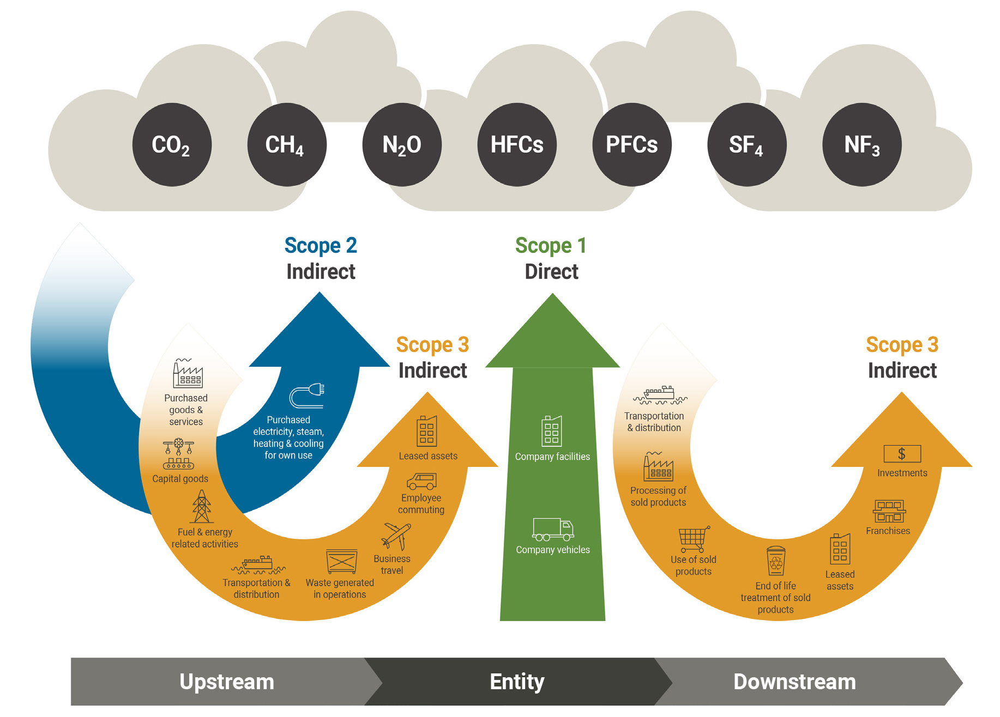 CO₂
CH₄
N₂O
HFCs
PFCs
SF₄
NF₃
Scope 2
Indirect
Scope 1
Direct
Scope 3
Indirect
Scope 3
Indirect
Purchased
goods &
services
Capital goods
Fuel & energy
related activities
Transportation &
distribution
Waste generated
in operations
Business
travel
Employee
commuting
Leased assets
Purchased
electricity, steam,
heating & cooling
for own use
Company facilities
Company vehicles
Transportation
& distribution
Processing of
sold products
Use of sold
products
End of life
treatment of sold
products
Leased
assets
Franchises
$
Investments
Upstream
Entity
Downstream